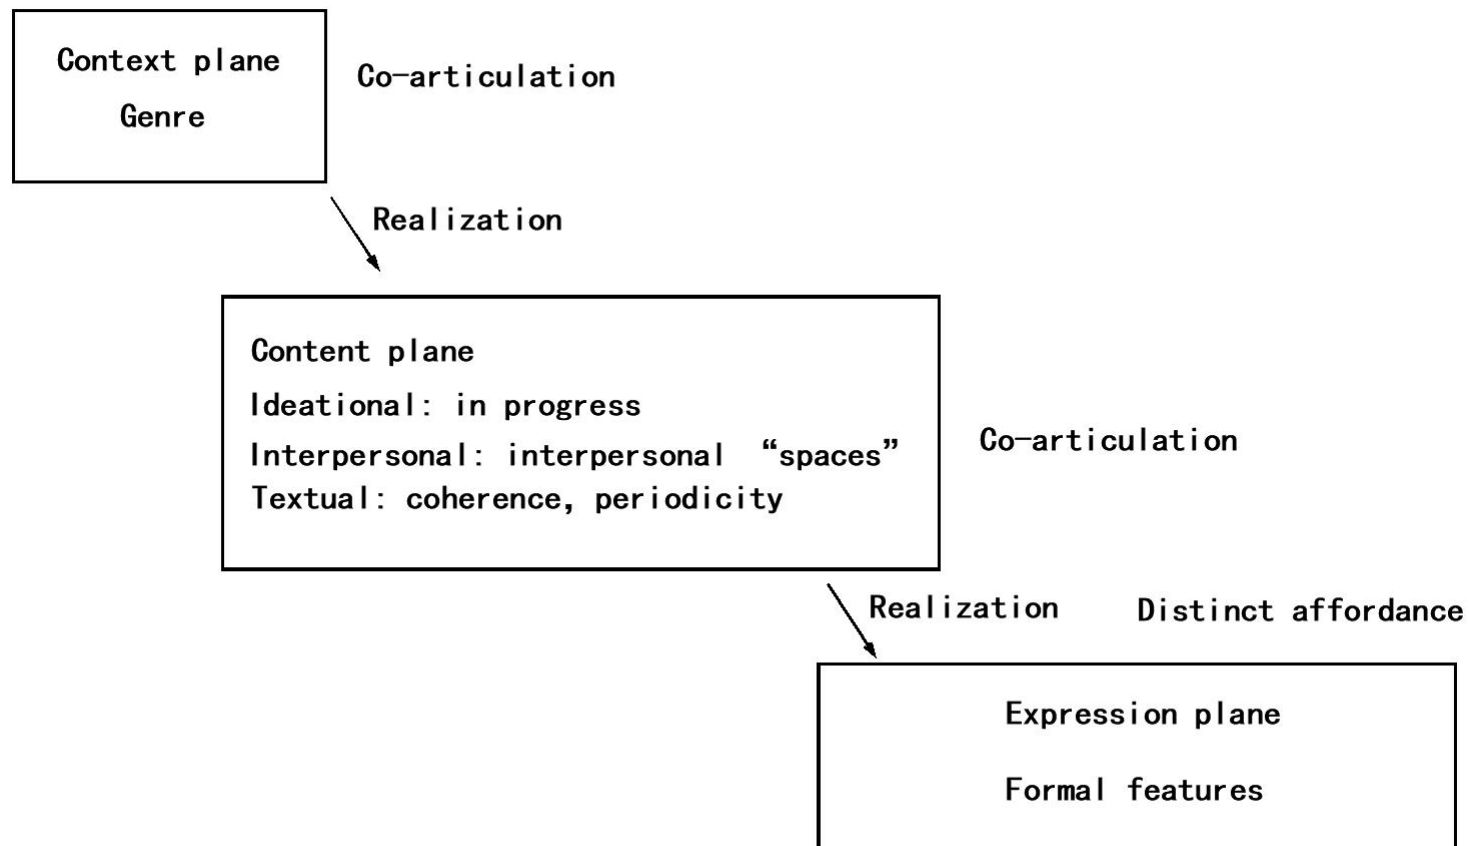 Context plane
Genre
Co-articulation
Realization
Content plane
Ideational: in progress
Interpersonal: interpersonal “spaces”
Textual: coherence, periodicity
Co-articulation
Realization
Distinct affordance
Expression plane
Formal features